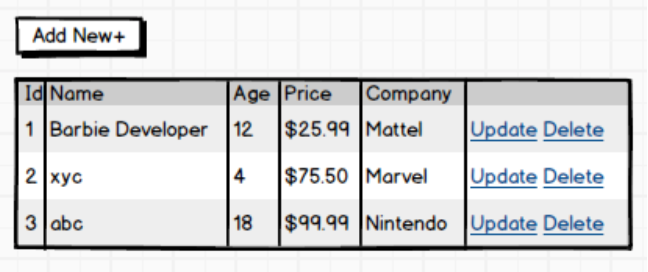 Add New+
Id Name Age Price Company
1 Barbie Developer 12 $25.99 Mattel Update Delete
2 xyc 4 $75.50 Marvel Update Delete
3 abc 18 $99.99 Nintendo Update Delete